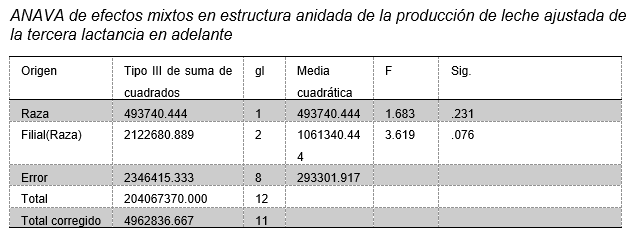 ANAVA de efectos mixtos en estructura anidada de la producción de leche ajustada de
la tercera lactancia en adelante
Origen Tipo III de suma de cuadrados gl Media cuadrática F Sig.
Raza 493740.444 1 493740.444 1.683 .231
Filial(Raza) 2122680.889 2 1061340.444 3.619 .076
Error 2346415.333 8 293301.917
Total 204067370.000 12
Total corregido 4962836.667 11